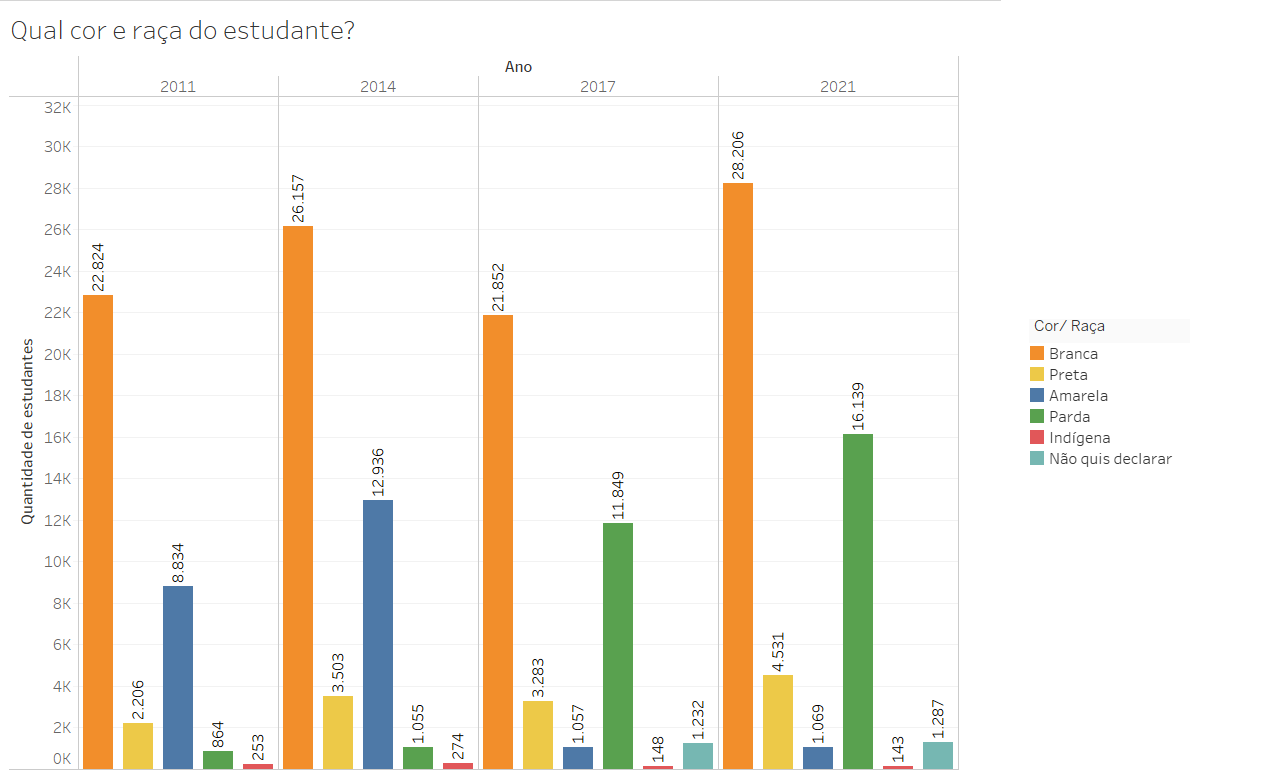 Qual cor e raça do estudante?
Ano
2011
2014
2017
2021
Quantidade de estudantes
32K
30K
28K
26K
24K
22K
20K
18K
16K
14K
12K
10K
8K
6K
4K
2K
0K
22.824
2.206
8.834
864
253
26.157
3.503
12.936
1.055
274
21.852
3.283
1.057
11.849
148
1.232
28.206
4.531
1.069
16.139
143
1.287
Cor/ Raça
Branca
Preta
Amarela
Parda
Indígena
Não quis declarar